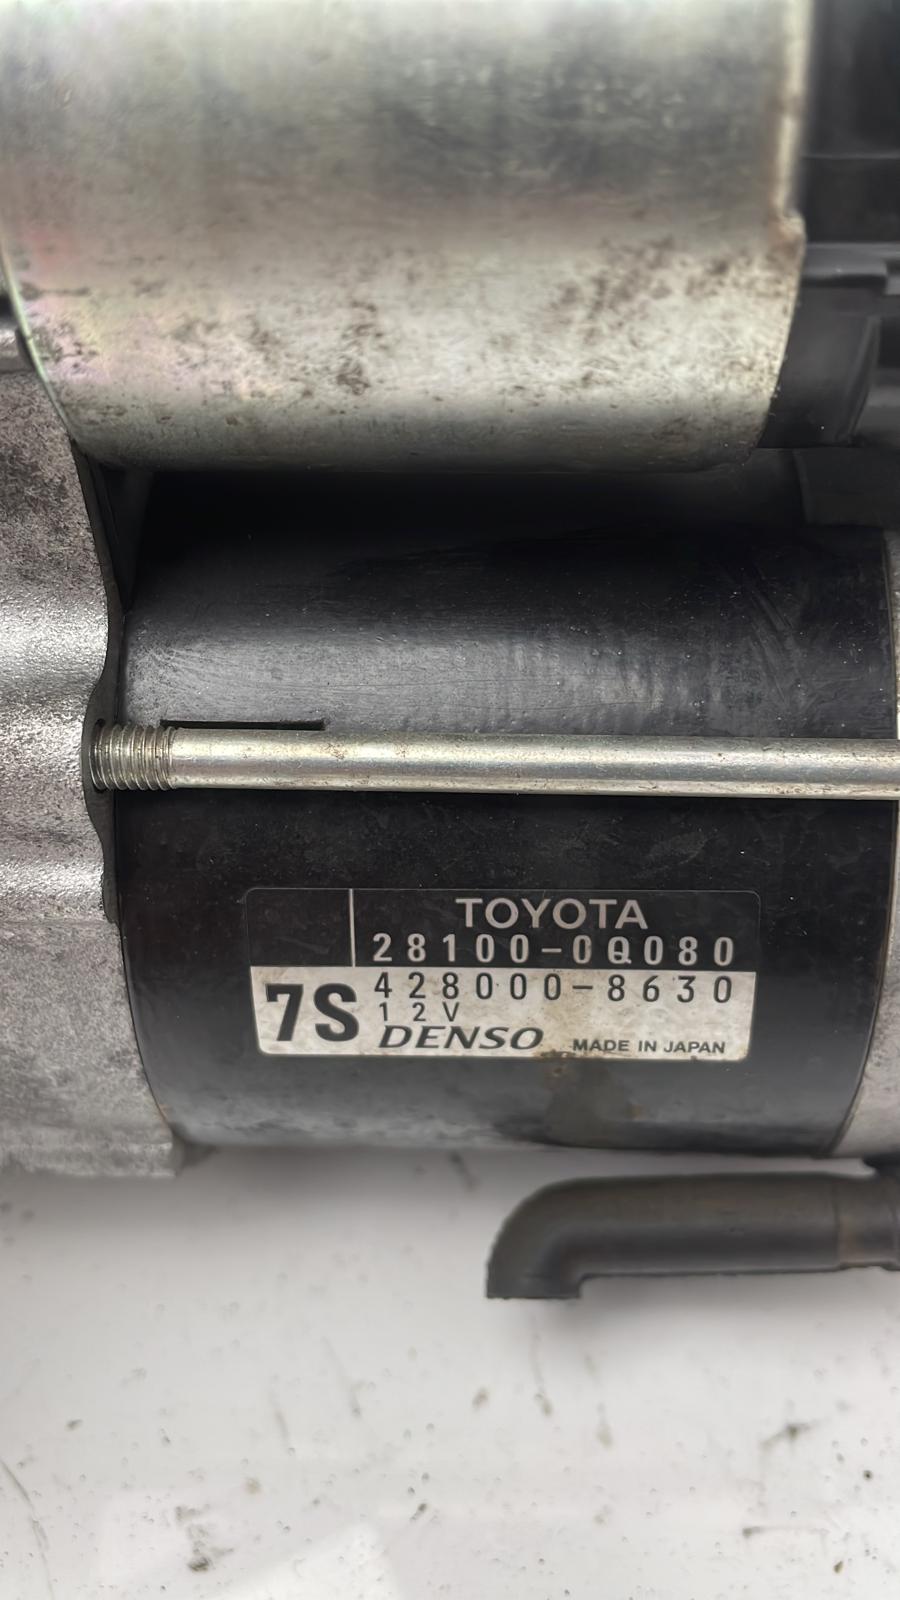 TOYOTA
28100-0Q080
7S
428000-8630
12V
DENSO MADE IN JAPAN